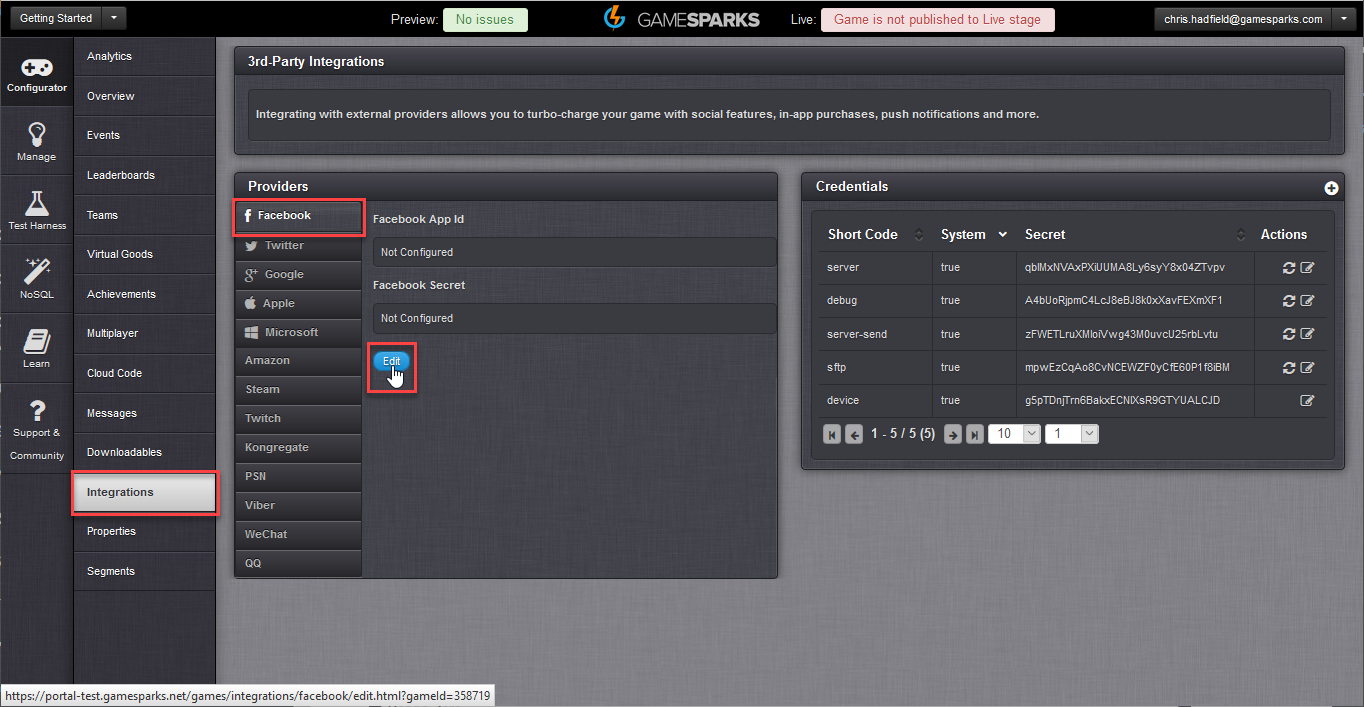 Getting Started
Preview: No issues
GAMESPARKS
Live: Game is not published to Live stage
chris.hadfield@gamesparks.com
Configurator
Manage
Test Harness
NoSQL
Learn
Support &
Community
Analytics
Overview
Events
Leaderboards
Teams
Virtual Goods
Achievements
Multiplayer
Cloud Code
Messages
Downloadables
Integrations
Properties
Segments
3rd-Party Integrations
Integrating with external providers allows you to turbo-charge your game with social features, in-app purchases, push notifications and more.
Providers
Facebook
Twitter
Google
Apple
Microsoft
Amazon
Steam
Twitch
Kongregate
PSN
Viber
WeChat
QQ
Facebook App Id
Not Configured
Facebook Secret
Not Configured
Edit
Credentials
Short Code System Secret Actions
server true
debug true
server-send true
sftp true
device true
1 - 5 / 5 (5) 10 1
https://portal-test.gamesparks.net/games/integrations/facebook/edit.html?gameId=358719